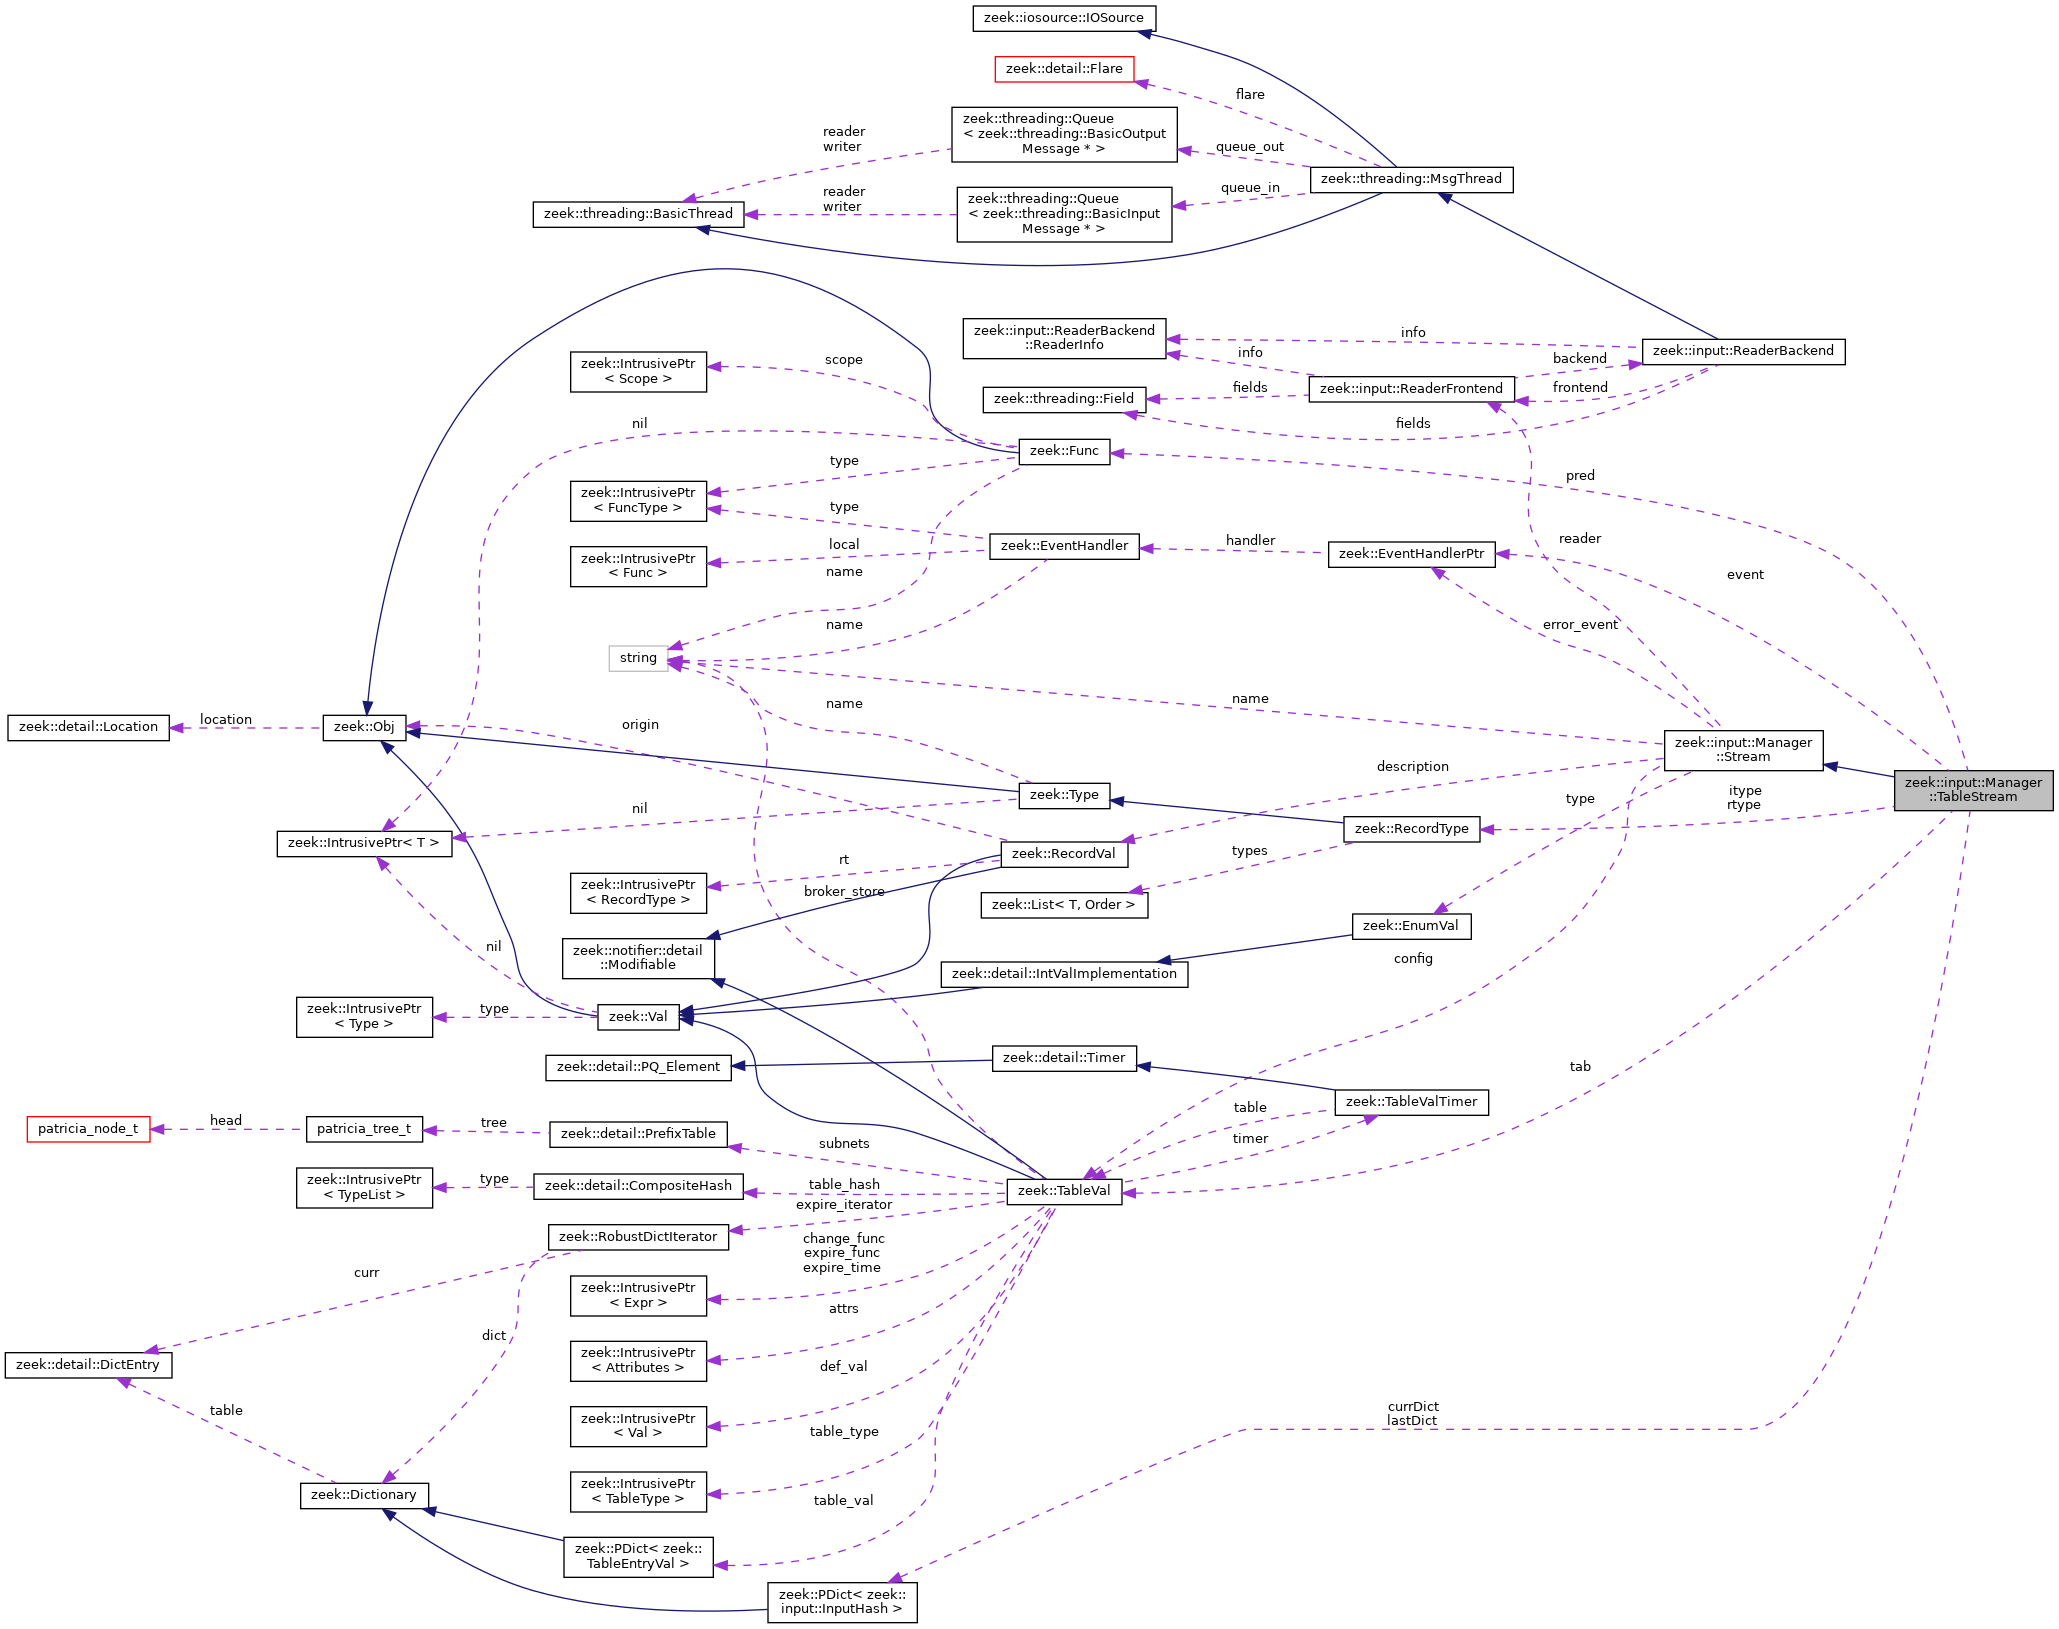 zeek::iosource::IOSource
zeek::detail::Flare
flare
zeek::threading::Queue
< zeek::threading::BasicOutput
Message * >
reader
writer
queue_out
zeek::threading::MsgThread
queue_in
zeek::threading::Queue
< zeek::threading::BasicInput
Message * >
reader
writer
zeek::threading::BasicThread
zeek::input::ReaderBackend
::ReaderInfo
info
zeek::input::ReaderBackend
info
backend
zeek::IntrusivePtr
< Scope >
scope
zeek::input::ReaderFrontend
frontend
fields
zeek::threading::Field
fields
nil
zeek::Func
type
pred
zeek::IntrusivePtr
< FuncType >
type
local
zeek::EventHandler
handler
zeek::EventHandlerPtr
reader
zeek::IntrusivePtr
< Func >
name
event
name
error_event
string
name
name
origin
location
zeek::detail::Location
zeek::Obj
zeek::input::Manager
::Stream
description
zeek::input::Manager
::TableStream
zeek::Type
itype
rtype
type
nil
zeek::RecordType
zeek::IntrusivePtr< T >
zeek::RecordVal
types
rt
zeek::IntrusivePtr
< RecordType >
broker_store
zeek::List< T, Order >
zeek::EnumVal
nil
zeek::notifier::detail
::Modifiable
config
zeek::detail::IntValImplementation
zeek::IntrusivePtr
< Type >
type
zeek::Val
zeek::detail::PQ_Element
zeek::detail::Timer
tab
zeek::TableValTimer
table
timer
patricia_node_t
head
patricia_tree_t
tree
zeek::detail::PrefixTable
subnets
zeek::IntrusivePtr
< TypeList >
type
zeek::detail::CompositeHash
table_hash
zeek::TableVal
expire_iterator
zeek::RobustDictIterator
change_func
expire_func
expire_time
curr
zeek::IntrusivePtr
< Expr >
attrs
dict
zeek::detail::DictEntry
zeek::IntrusivePtr
< Attributes >
def_val
table
zeek::IntrusivePtr
< Val >
table_type
currDict
lastDict
zeek::Dictionary
zeek::IntrusivePtr
< TableType >
table_val
zeek::PDict< zeek::
TableEntryVal >
zeek::PDict< zeek::
input::InputHash >